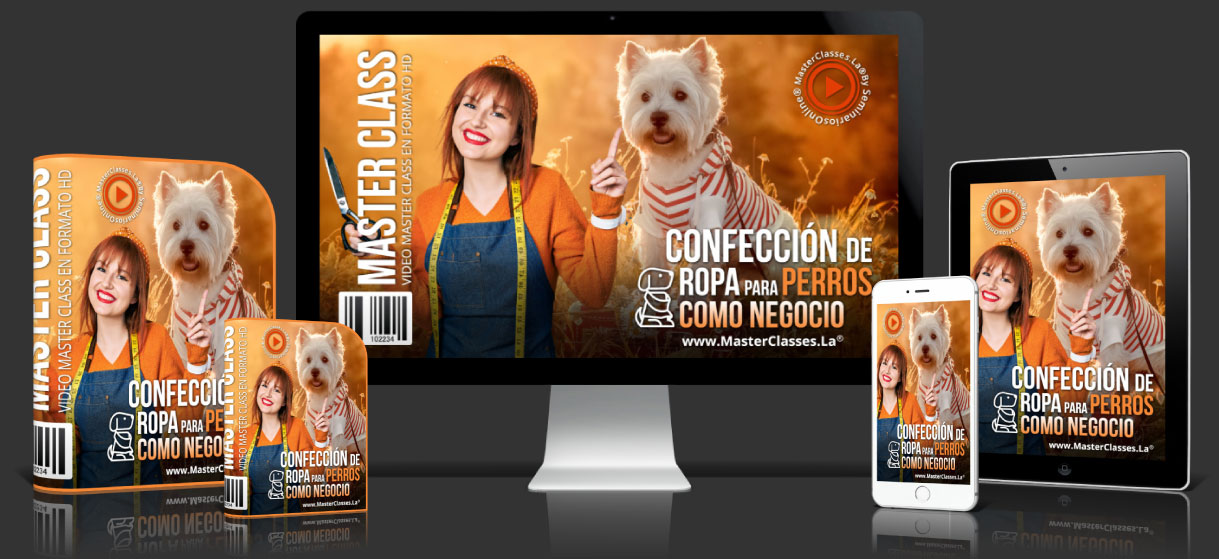 MASTER CLASS
VIDEO MASTER CLASS EN FORMATO HD
MasterClasses.La® By SeminariosOnline®
102234
CONFECCIÓN DE
ROPA PARA PERROS
COMO NEGOCIO
www.MasterClasses.La®
MASTER CLASS
VIDEO MASTER CLASS EN FORMATO HD
MasterClasses.La® By SeminariosOnline®
2234
CONFECCIÓN
ROPA PARA PE
COMO NEGOC
www.MasterClasses.La
MASTER CLASS
VIDEO MASTER CLASS EN FORMATO HD
CONFECCIÓN DE
ROPA PARA PERROS
COMO NEGOCIO
www.MasterClasses.La®
CONFECCIÓN DE
ROPA PARA PERROS
COMO NEGOCIO
www.MasterClasses.La®
MasterClasses.La® By SeminariosOnline®
CONFECCIÓN DE
ROPA PARA PERROS
COMO NEGOCIO
www.MasterClasses.La®